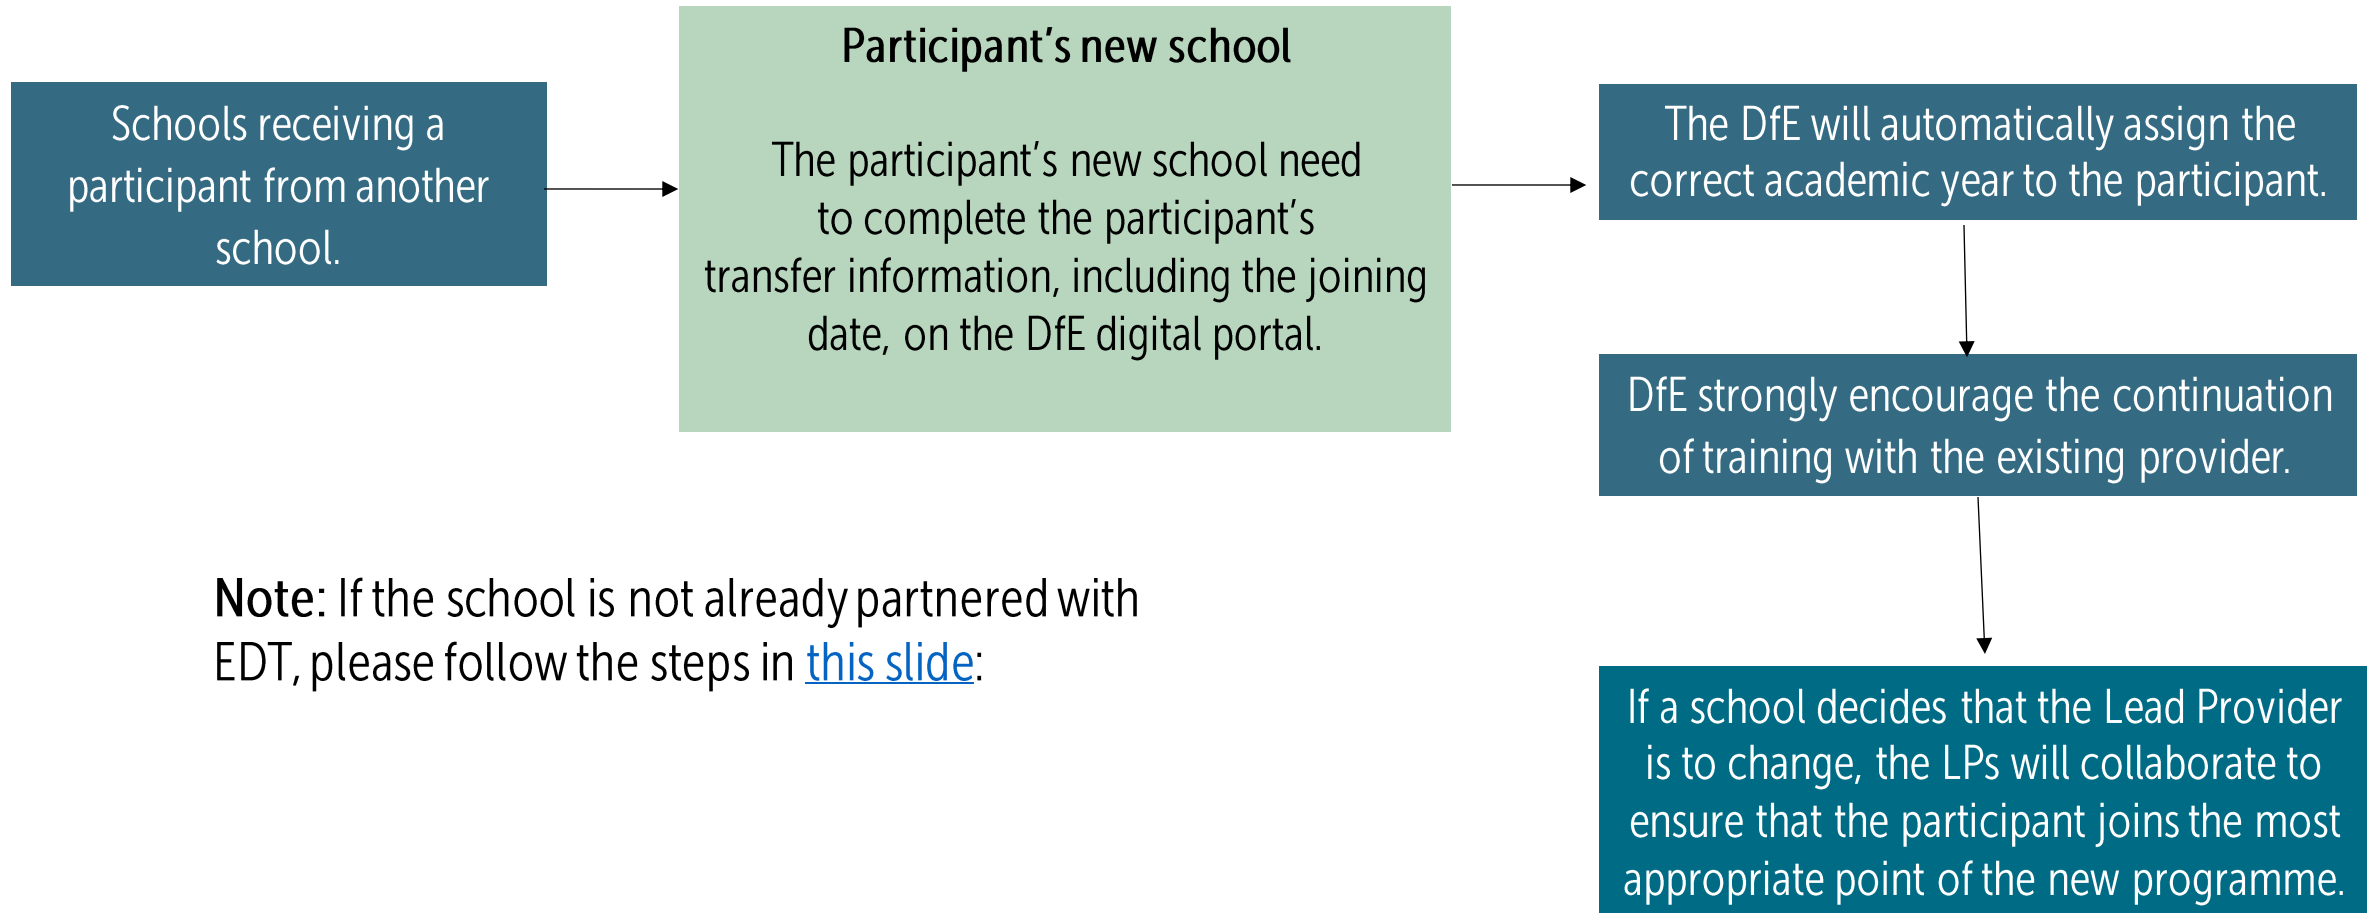 Schools receiving a
participant from another
school.
Participant’s new school
The participant’s new school need
to complete the participant’s
transfer information, including the joining
date, on the DfE digital portal.
The DfE will automatically assign the
correct academic year to the participant.
DfE strongly encourage the continuation
of training with the existing provider.
If a school decides that the Lead Provider
is to change, the LPs will collaborate to
ensure that the participant joins the most
appropriate point of the new programme.
Note: If the school is not already partnered with
EDT, please follow the steps in this slide: